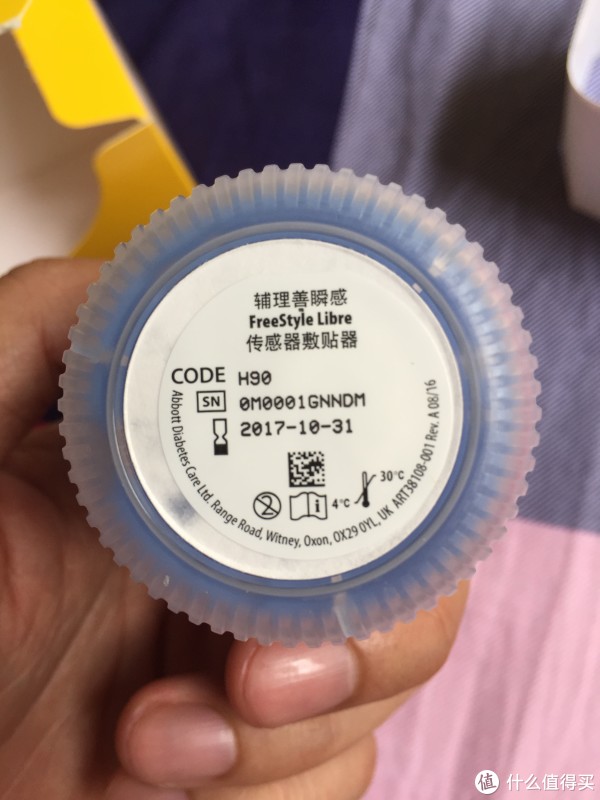 辅理善瞬感
FreeStyle Libre
传感器敷贴器
CODE H90
SN 0M0001GNNDM
2017-10-31
2
i
4°C
30°C
Abbott Diabetes Care Ltd. Range Road, Witney, Oxon, OX29 0YL, UK ART38108-001 Rev. A 08/16
值 什么值得买